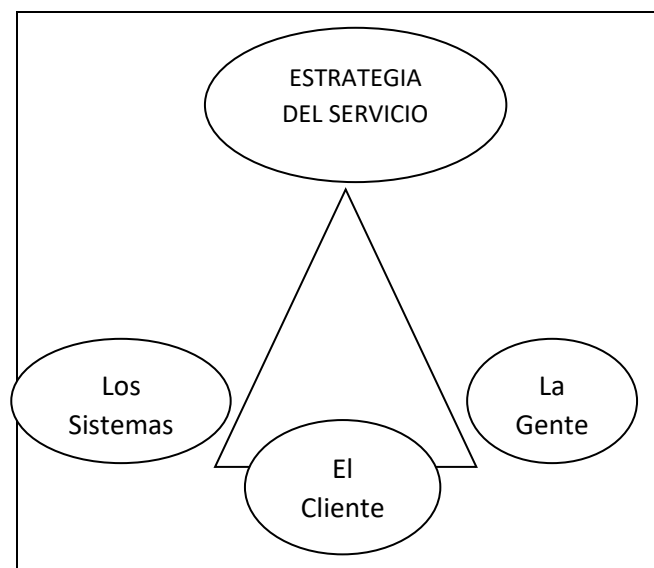 ESTRATEGIA
DEL SERVICIO
Los
Sistemas
La
Gente
El
Cliente